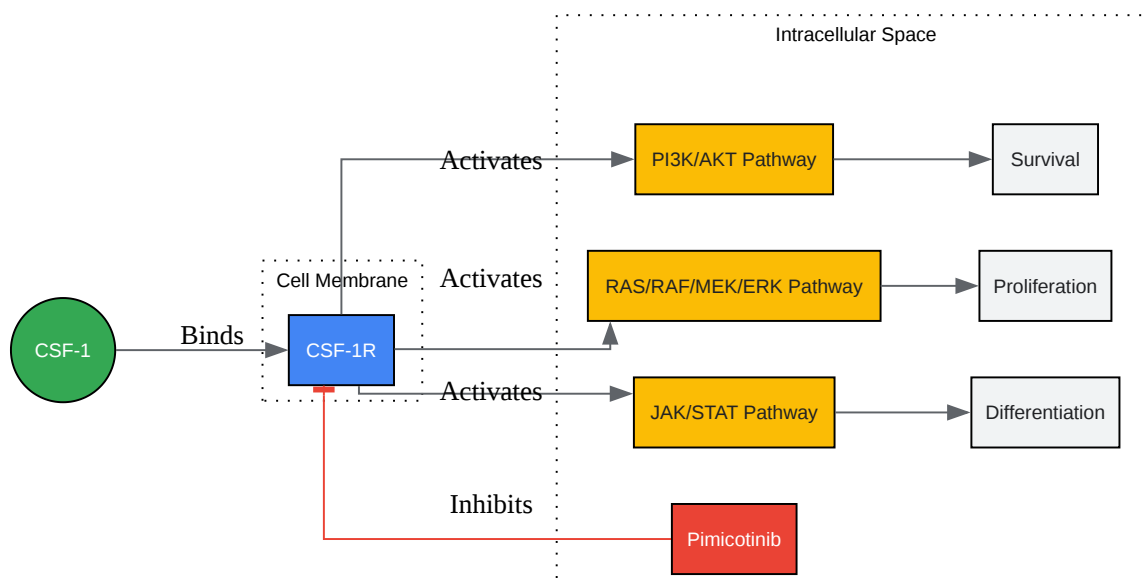 Intracellular Space
Activates
PI3K/AKT Pathway
Survival
Cell Membrane
Activates
RAS/RAF/MEK/ERK Pathway
Proliferation
CSF-1
Binds
CSF-1R
Activates
JAK/STAT Pathway
Differentiation
Inhibits
Pimicotinib